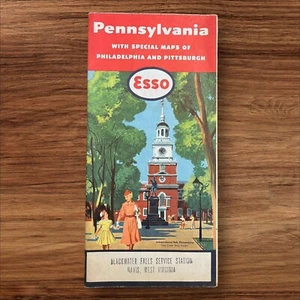 Pennsylvania
WITH SPECIAL MAPS OF
PHILADELPHIA AND PITTSBURGH
Esso
BLACKWATER FALLS SERVICE STATION
DAVIS, WEST VIRGINIA